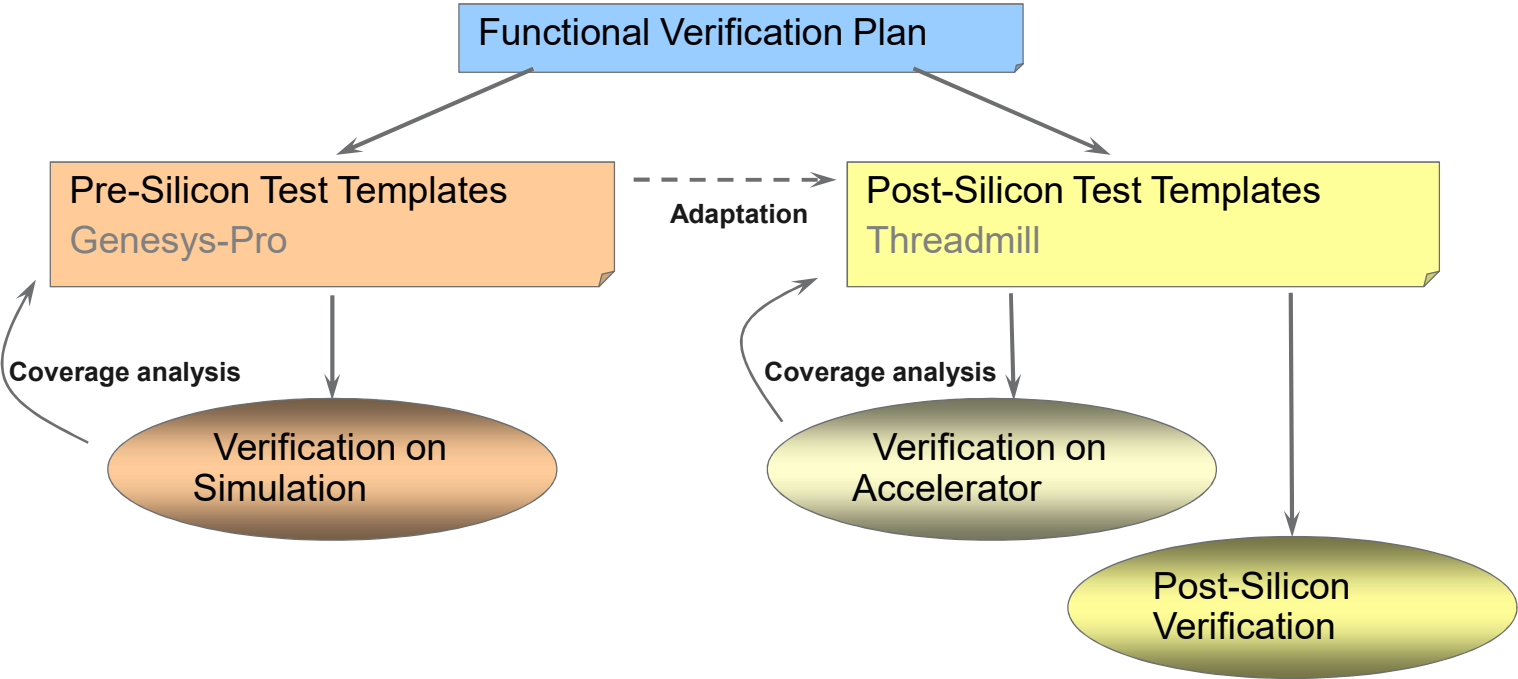 Functional Verification Plan
Pre-Silicon Test Templates
Genesys-Pro
Adaptation
Post-Silicon Test Templates
Threadmill
Coverage analysis
Coverage analysis
Verification on
Simulation
Verification on
Accelerator
Post-Silicon
Verification